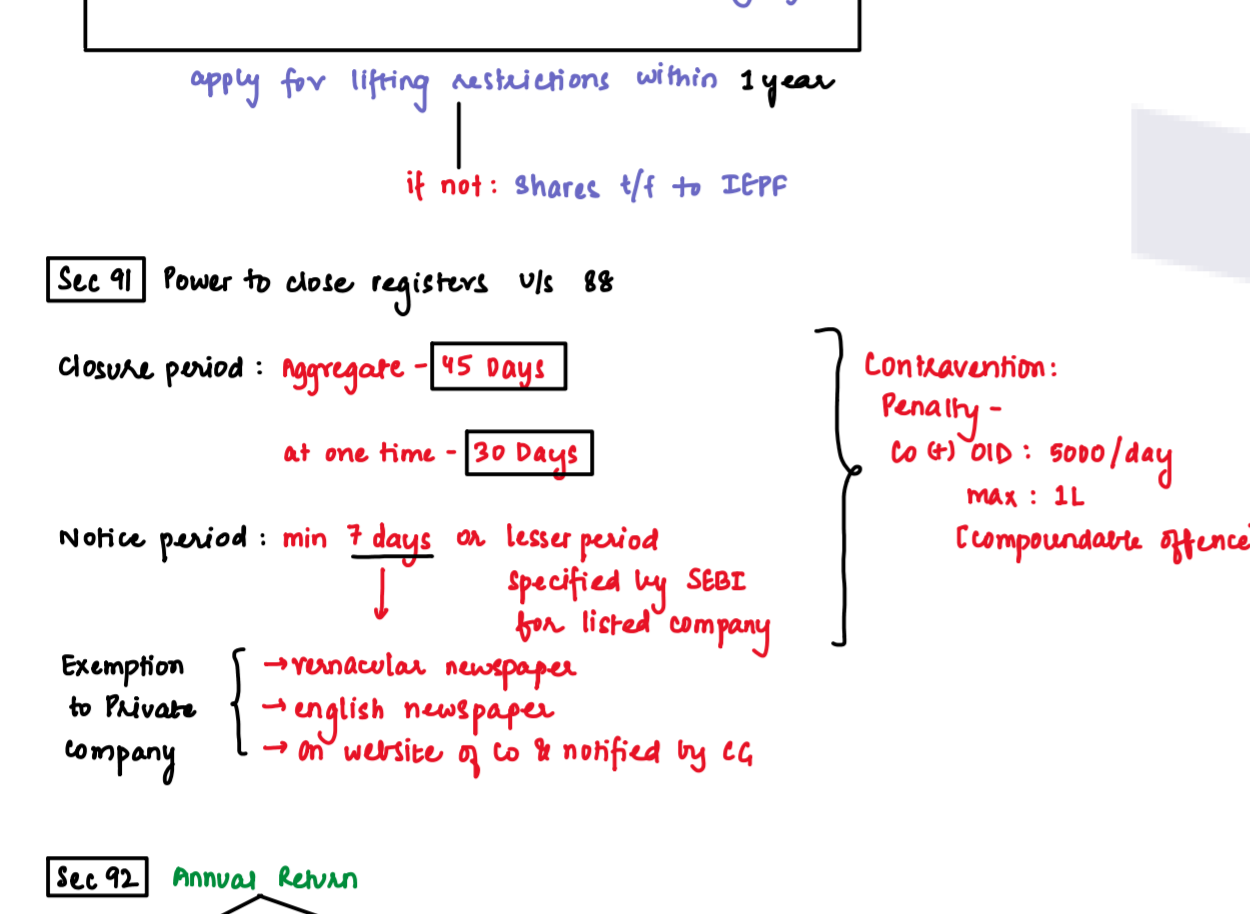 apply for lifting restrictions within 1 year
if not: shares t/f to IEPF
Sec 91 Power to close registers u/s 88
Closure period: Aggregate - 45 Days
at one time - 30 Days
Notice period: min 7 days or lesser period
specified by SEBI
for listed company
Contravention:
Penalty -
Co (+) OID: 5000/day
max: 1L
[compoundable offence
Exemption
to Private
company
→ vernacular newspaper
→ english newspaper
→ on website of Co & notified by CG
Sec 92 Annual Return